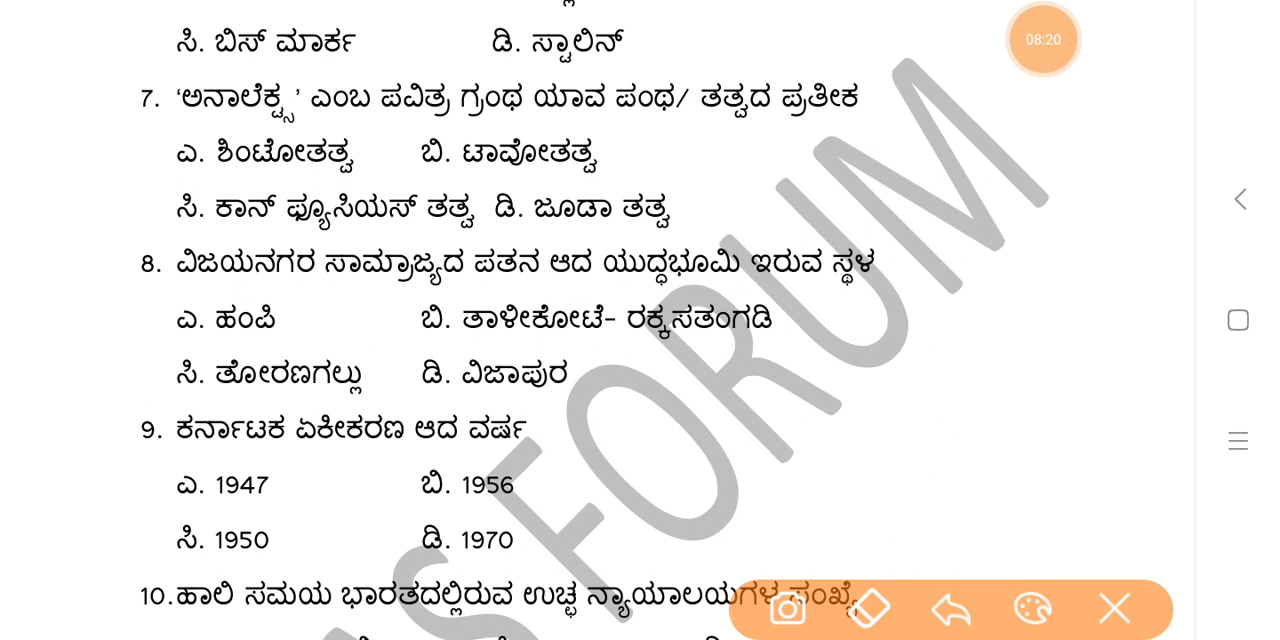 ಸಿ. ಬಿಸ್ ಮಾರ್ಕ ಡಿ. ಸ್ಟಾಲಿನ್
08:20
7. ‘ಅನಾಲೆಕ್ಟ್ಸ’ ಎಂಬ ಪವಿತ್ರ ಗ್ರಂಥ ಯಾವ ಪಂಥ/ ತತ್ವದ ಪ್ರತೀಕ
ಎ. ಶಿಂಟೋತತ್ವ ಬಿ. ಟಾವೋತತ್ವ
ಸಿ. ಕಾನ್ ಫ್ಯೂಸಿಯಸ್ ತತ್ವ ಡಿ. ಜೂಡಾ ತತ್ವ
8. ವಿಜಯನಗರ ಸಾಮ್ರಾಜ್ಯದ ಪತನ ಆದ ಯುದ್ಧಭೂಮಿ ಇರುವ ಸ್ಥಳ
ಎ. ಹಂಪಿ ಬಿ. ತಾಳೀಕೋಟೆ- ರಕ್ಕಸತಂಗಡಿ
ಸಿ. ತೋರಣಗಲ್ಲು ಡಿ. ವಿಜಾಪುರ
9. ಕರ್ನಾಟಕ ಏಕೀಕರಣ ಆದ ವರ್ಷ
ಎ. 1947 ಬಿ. 1956
ಸಿ. 1950 ಡಿ. 1970
10. ಹಾಲಿ ಸಮಯ ಭಾರತದಲ್ಲಿರುವ ಉಚ್ಛ ನ್ಯಾಯಾಲಯಗಳ ಸಂಖ್ಯೆ
FORUM